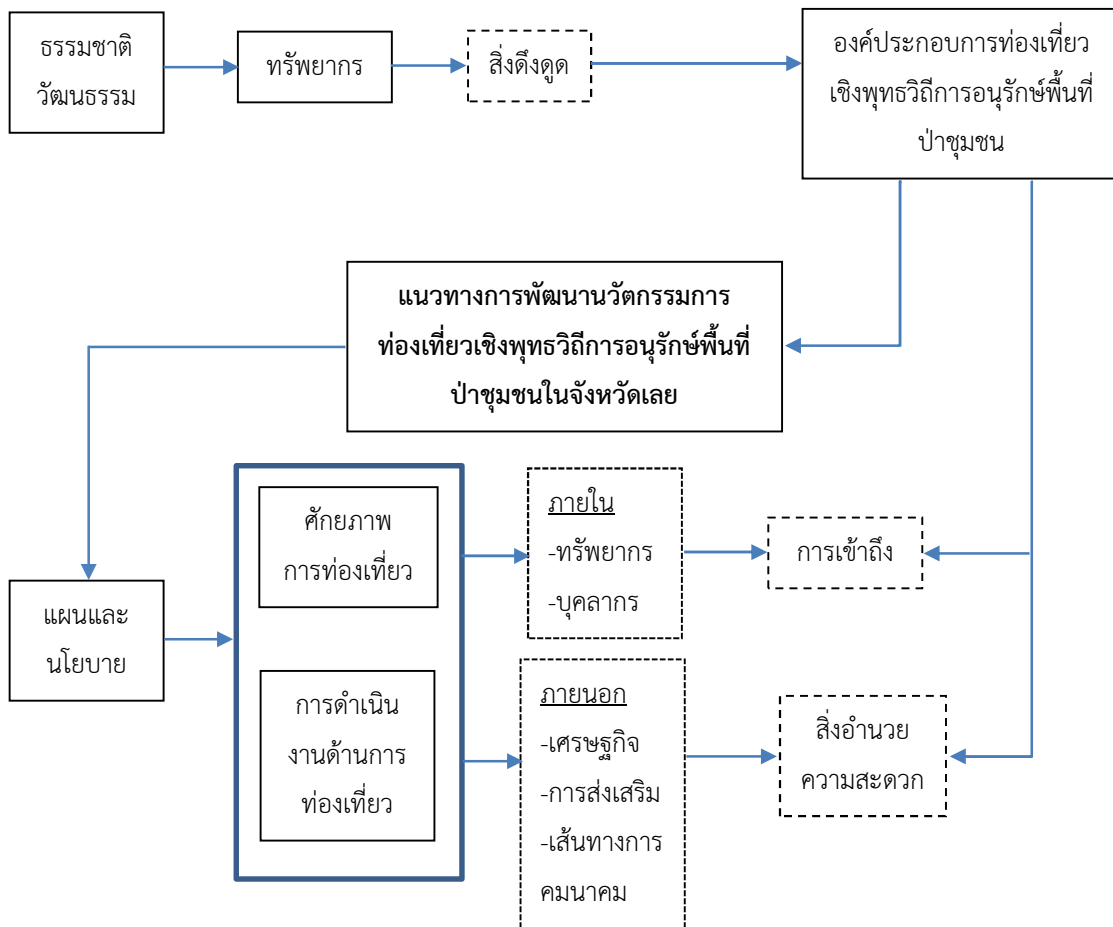 ธรรมชาติ
วัฒนธรรม
ทรัพยากร
สิ่งดึงดูด
องค์ประกอบการท่องเที่ยว
เชิงพุทธวิถีการอนุรักษ์พื้นที่
ป่าชุมชน
แนวทางการพัฒนานวัตกรรมการ
ท่องเที่ยวเชิงพุทธวิถีการอนุรักษ์พื้นที่
ป่าชุมชนในจังหวัดเลย
แผนและ
นโยบาย
ศักยภาพ
การท่องเที่ยว
การดำเนิน
งานด้านการ
ท่องเที่ยว
ภายใน
-ทรัพยากร
-บุคลากร
ภายนอก
-เศรษฐกิจ
-การส่งเสริม
-เส้นทางการ
คมนาคม
การเข้าถึง
สิ่งอำนวย
ความสะดวก